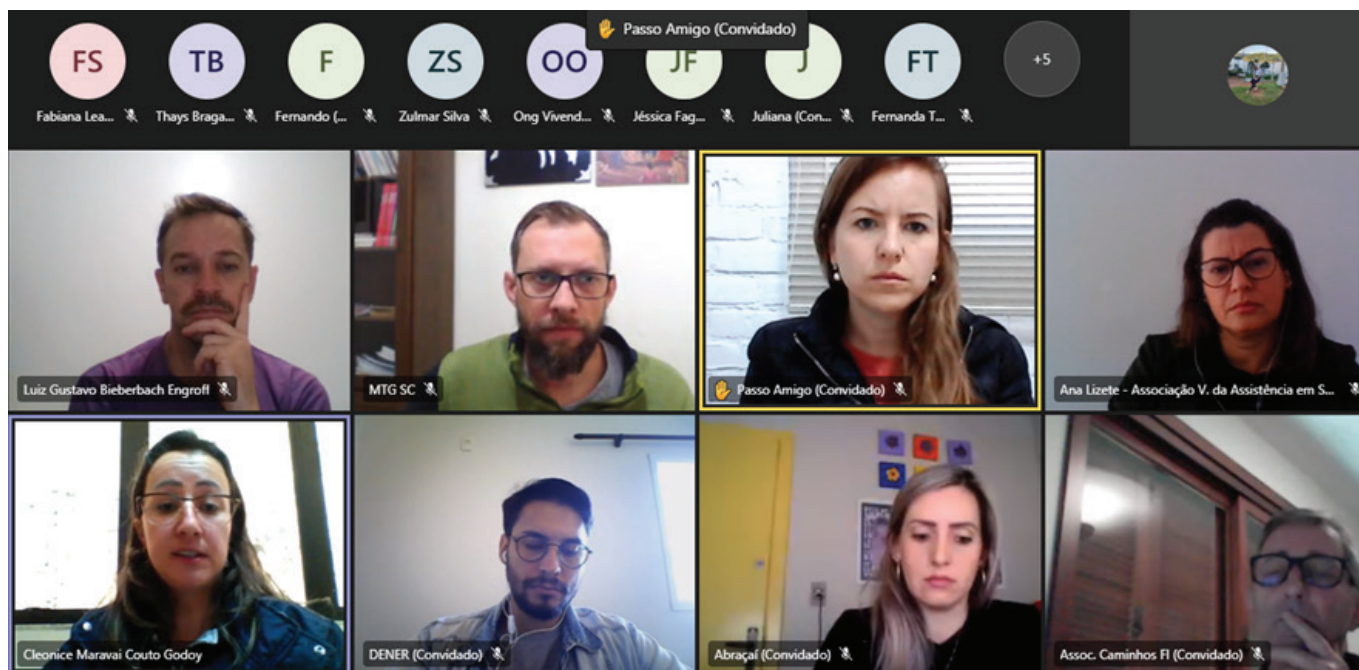 Passo Amigo (Convidado)
FS
TB
F
ZS
OO
JF
J
FT
+5
Fabiana Lea...
Thays Braga...
Fernando (...
Zulmar Silva
Ong Vivend...
Jéssica Fag...
Juliana (Con...
Fernanda T...
Luiz Gustavo Bieberbach Engroff
MTG SC
Passo Amigo (Convidado)
Ana Lizete - Associação V. da Assistência em S...
Cleonice Maravai Couto Godoy
DENER (Convidado)
Abraçaí (Convidado)
Assoc. Caminhos FI (Convidado)